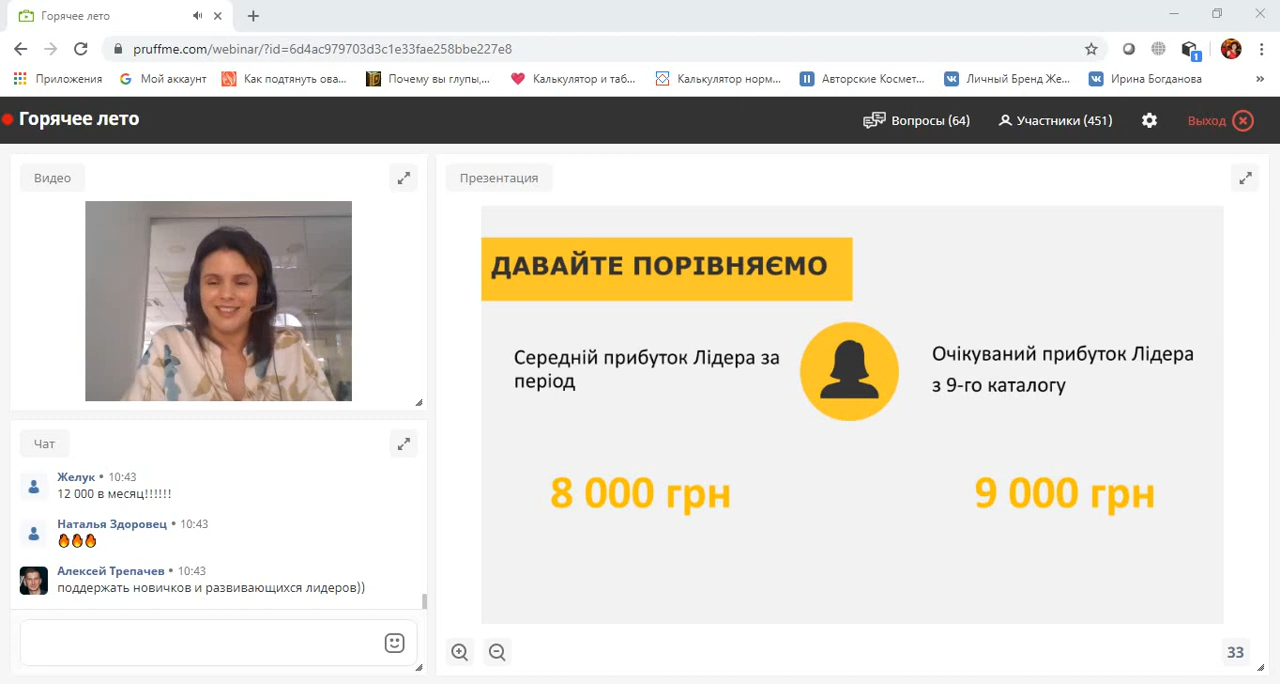 Горячее лето
pruffme.com/webinar/?id=6d4ac979703d3c1e33fae258bbe227e8
Приложения
Мой аккаунт
Как подтянуть ова...
Почему вы глупы,...
Калькулятор и таб...
Калькулятор норм...
Авторские Космет...
Личный Бренд Же...
Ирина Богданова
»
1
Горячее лето
Вопросы (64)
Участники (451)
Выход
Видео
Презентация
ДАВАЙТЕ ПОРІВНЯЄМО
Середній прибуток Лідера за
період
Очікуваний прибуток Лідера
з 9-го каталогу
8 000 грн
9 000 грн
Чат
Желук • 10:43
12 000 в месяц!!!!!!
Наталья Здоровец • 10:43
Алексей Трепачев • 10:43
поддержать новичков и развивающихся лидеров))
33